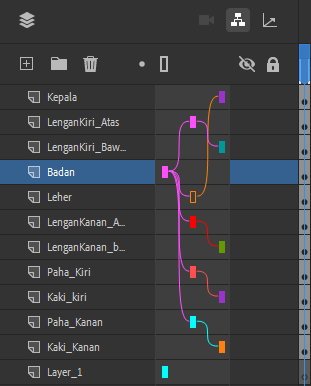 Kepala
LenganKiri_Atas
LenganKiri_Baw...
Badan
Leher
LenganKanan_A...
LenganKanan_b...
Paha_Kiri
Kaki_kiri
Paha_Kanan
Kaki_Kanan
Layer_1